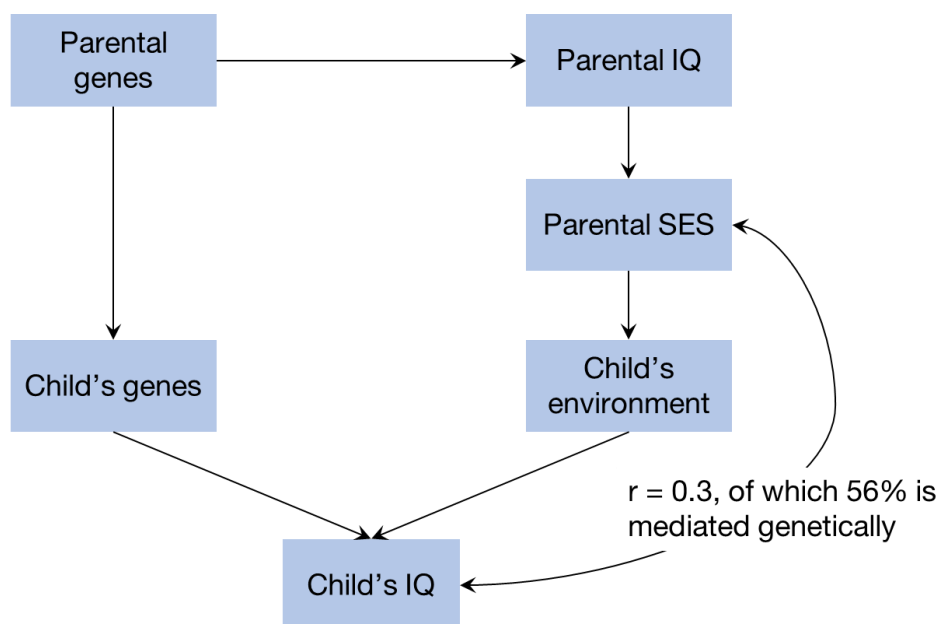 Parental
genes
Parental IQ
Parental SES
Child’s genes
Child’s
environment
r = 0.3, of which 56% is
mediated genetically
Child’s IQ